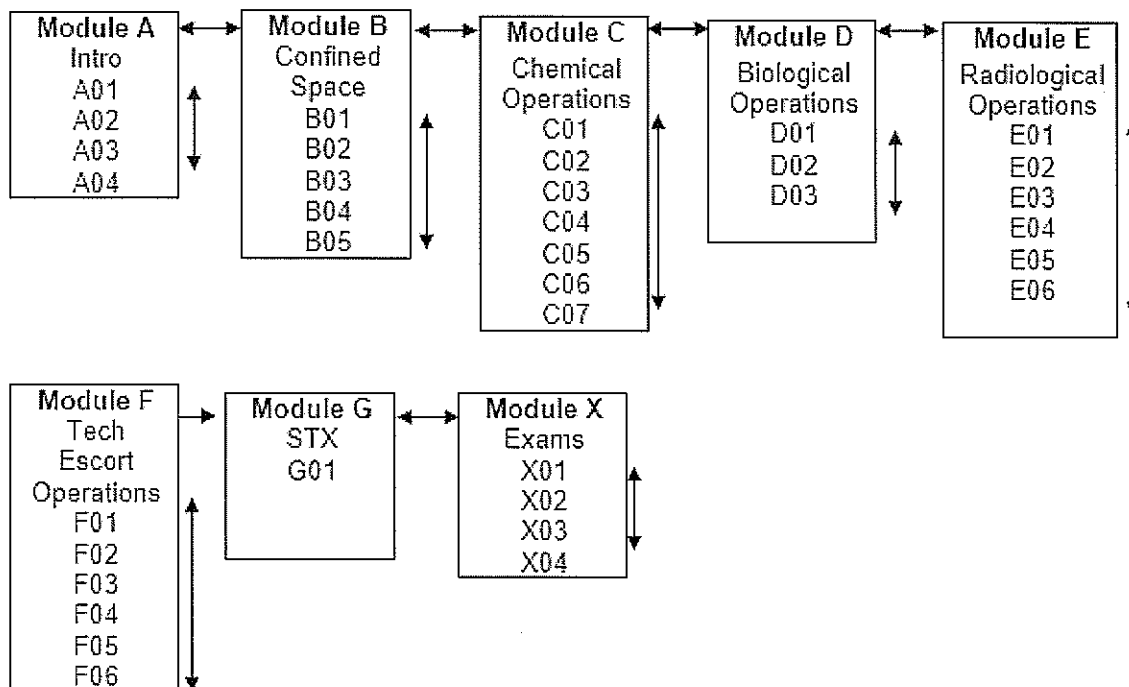 Module A
Intro
A01
A02
A03
A04
Module B
Confined
Space
B01
B02
B03
B04
B05
Module C
Chemical
Operations
C01
C02
C03
C04
C05
C06
C07
Module D
Biological
Operations
D01
D02
D03
Module E
Radiological
Operations
E01
E02
E03
E04
E05
E06
Module F
Tech
Escort
Operations
F01
F02
F03
F04
F05
F06
Module G
STX
G01
Module X
Exams
X01
X02
X03
X04